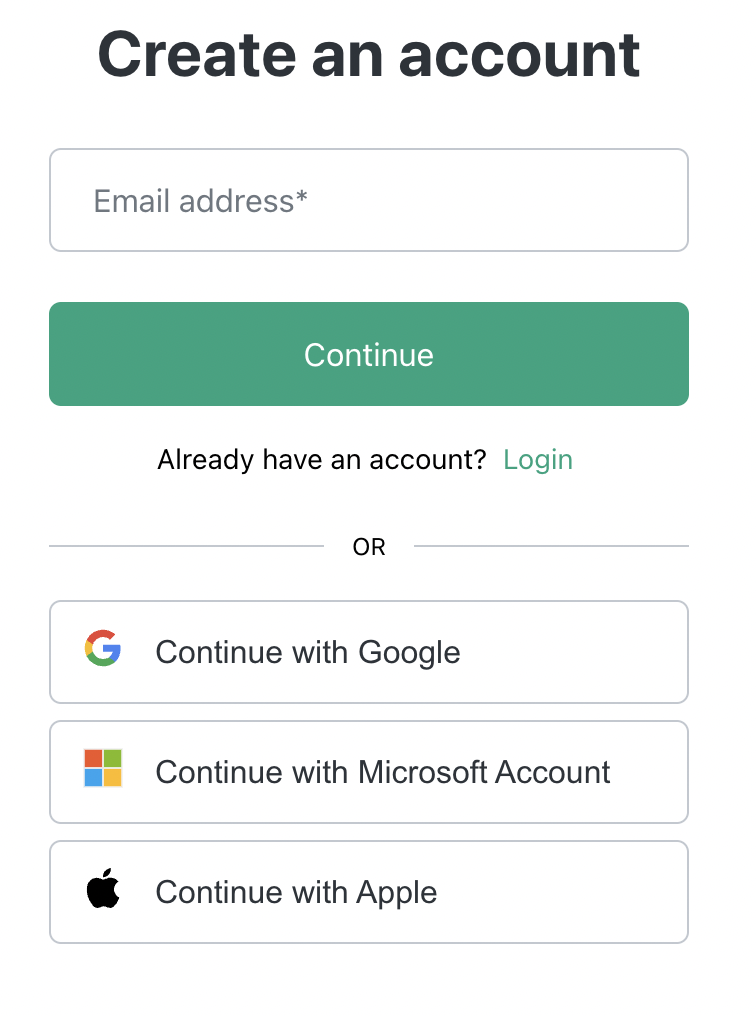 Create an account
Email address*
Continue
Already have an account? Login
OR
Continue with Google
Continue with Microsoft Account
Continue with Apple